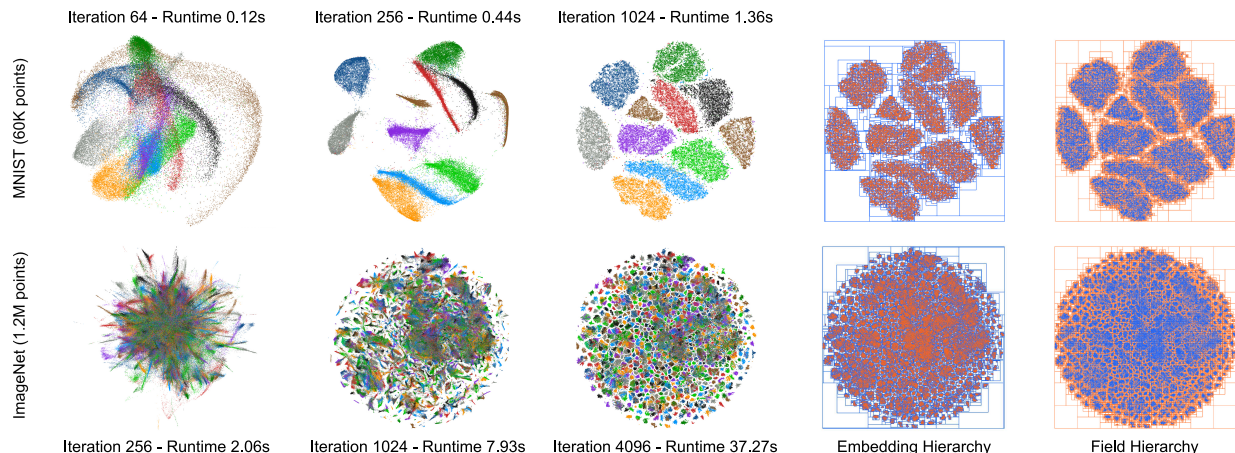 Iteration 64 - Runtime 0.12s
Iteration 256 - Runtime 0.44s
Iteration 1024 - Runtime 1.36s
MNIST (60K points)
ImageNet (1.2M points)
Iteration 256 - Runtime 2.06s
Iteration 1024 - Runtime 7.93s
Iteration 4096 - Runtime 37.27s
Embedding Hierarchy
Field Hierarchy